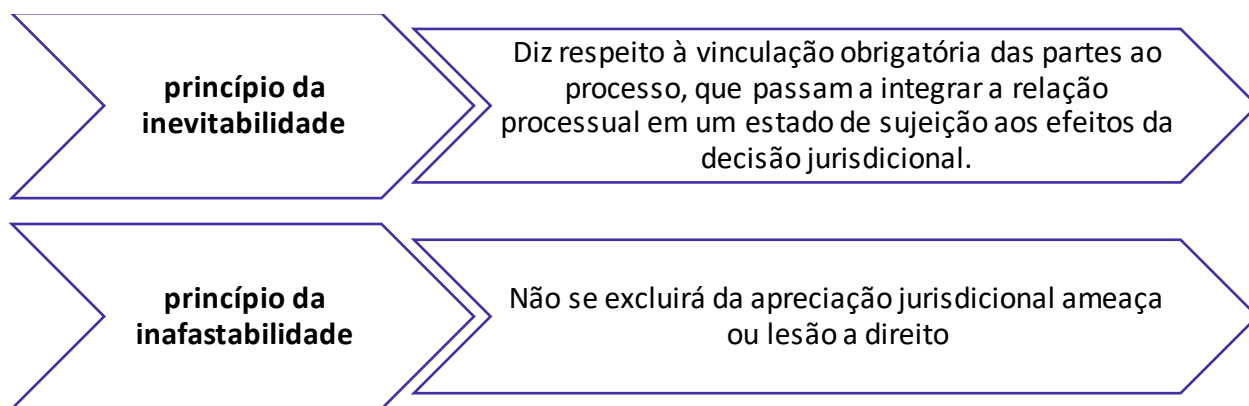 princípio da
inevitabilidade
Diz respeito à vinculação obrigatória das partes ao
processo, que passam a integrar a relação
processual em um estado de sujeição aos efeitos da
decisão jurisdicional.
princípio da
inafastabilidade
Não se excluirá da apreciação jurisdicional ameaça
ou lesão a direito